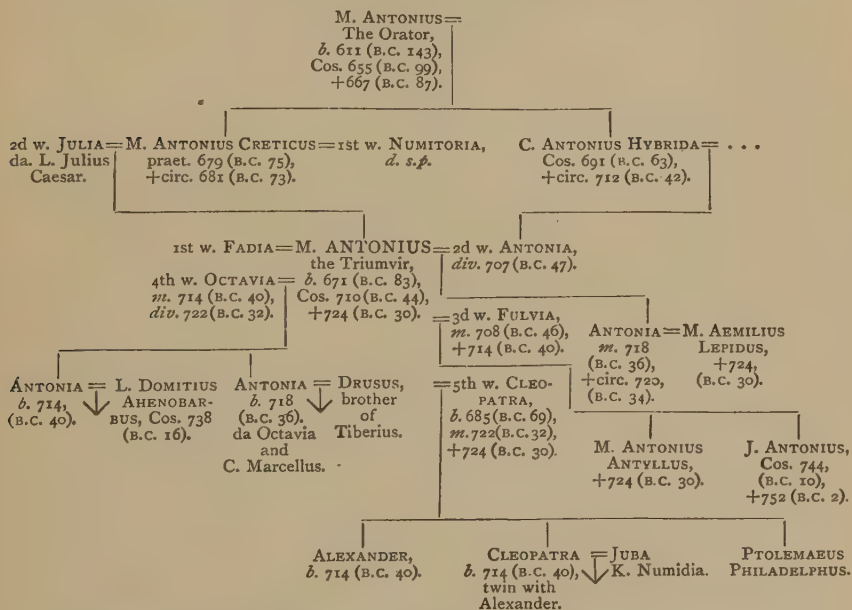 M. ANTONIUS=
The Orator,
b. 611 (B.C. 143),
Cos. 655 (B.C. 99),
+667 (B.C. 87).
2d w. JULIA=
da. L. Julius
Caesar.
M. ANTONIUS CRETICUS=
praet. 679 (B.C. 75),
+circ. 681 (B.C. 73).
1st w. NUMITORIA,
d. s.p.
C. ANTONIUS HYBRIDA= ...
Cos. 691 (B.C. 63),
+circ. 712 (B.C. 42).
1st w. FADIA=
M. ANTONIUS
the Triumvir,
b. 671 (B.C. 83),
Cos. 710 (B.C. 44),
+724 (B.C. 30).
=2d w. ANTONIA,
div. 707 (B.C. 47).
4th w. OCTAVIA=
m. 714 (B.C. 40),
div. 722 (B.C. 32).
=3d w. FULVIA,
m. 708 (B.C. 46),
+714 (B.C. 40).
ANTONIA=
m. 718
(B.C. 36),
+circ. 720,
(B.C. 34).
M. AEMILIUS
LEPIDUS,
+724,
(B.C. 30).
ANTONIA =
b. 714,
(B.C. 40).
L. DOMITIUS
AHENOBAR-
BUS, Cos. 738
(B.C. 16).
ANTONIA =
b. 718
(B.C. 36).
da Octavia
and
C. Marcellus.
DRUSUS,
brother
of
Tiberius.
=5th w. CLEO-
PATRA,
b. 685 (B.C. 69),
m. 722 (B.C. 32),
+724 (B.C. 30).
M. ANTONIUS
ANTYLLUS,
+724 (B.C. 30).
J. ANTONIUS,
Cos. 744,
(B.C. 10),
+752 (B.C. 2).
ALEXANDER,
b. 714 (B.C. 40).
CLEOPATRA =
b. 714 (B.C. 40),
twin with
Alexander.
JUBA
K. Numidia.
PTOLEMAEUS
PHILADELPHUS.